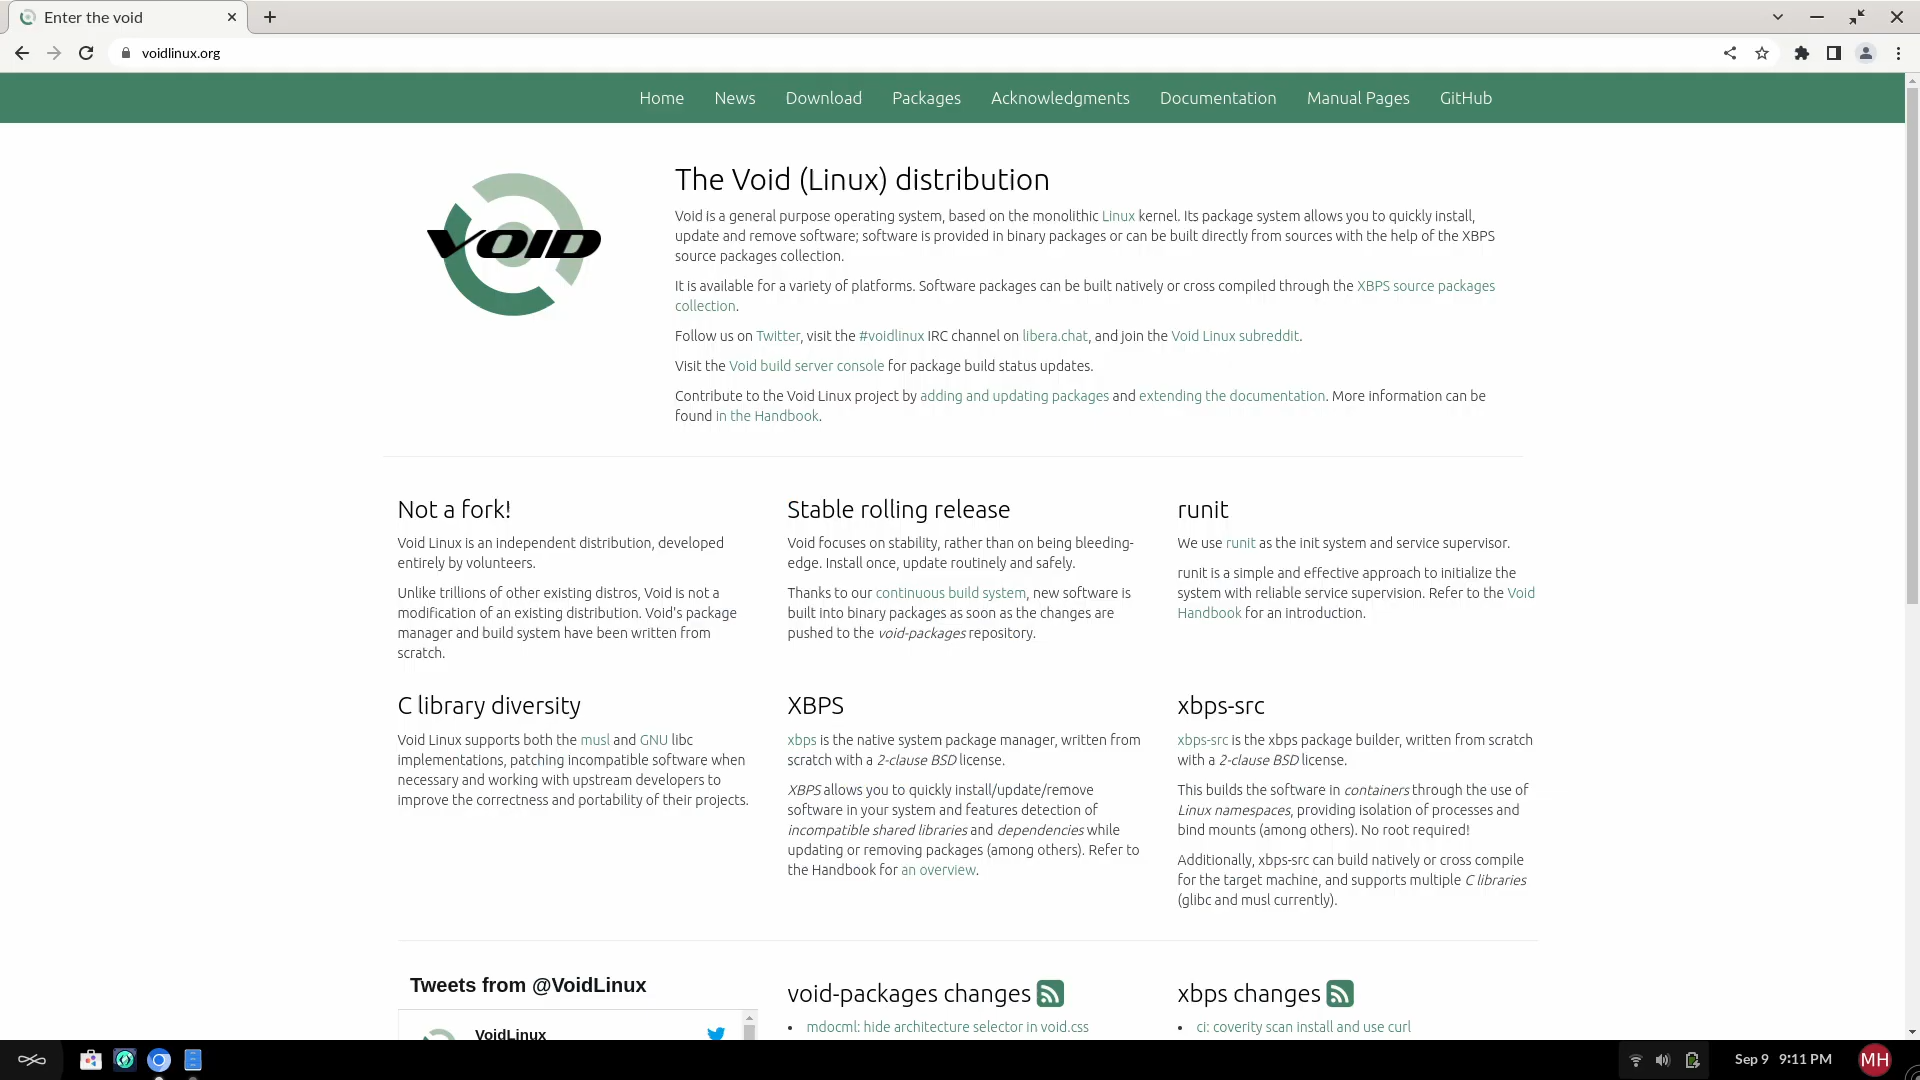 Enter the void
voidlinux.org
Home News Download Packages Acknowledgments Documentation Manual Pages GitHub
VOID
The Void (Linux) distribution
Void is a general purpose operating system, based on the monolithic Linux kernel. Its package system allows you to quickly install,
update and remove software; software is provided in binary packages or can be built directly from sources with the help of the XBPS
source packages collection.
It is available for a variety of platforms. Software packages can be built natively or cross compiled through the XBPS source packages
collection.
Follow us on Twitter, visit the #voidlinux IRC channel on libera.chat, and join the Void Linux subreddit.
Visit the Void build server console for package build status updates.
Contribute to the Void Linux project by adding and updating packages and extending the documentation. More information can be
found in the Handbook.
Not a fork!
Void Linux is an independent distribution, developed
entirely by volunteers.
Unlike trillions of other existing distros, Void is not a
modification of an existing distribution. Void's package
manager and build system have been written from
scratch.
Stable rolling release
Void focuses on stability, rather than on being bleeding-
edge. Install once, update routinely and safely.
Thanks to our continuous build system, new software is
built into binary packages as soon as the changes are
pushed to the void-packages repository.
runit
We use runit as the init system and service supervisor.
runit is a simple and effective approach to initialize the
system with reliable service supervision. Refer to the Void
Handbook for an introduction.
C library diversity
Void Linux supports both the musl and GNU libc
implementations, patching incompatible software when
necessary and working with upstream developers to
improve the correctness and portability of their projects.
XBPS
xbps is the native system package manager, written from
scratch with a 2-clause BSD license.
XBPS allows you to quickly install/update/remove
software in your system and features detection of
incompatible shared libraries and dependencies while
updating or removing packages (among others). Refer to
the Handbook for an overview.
xbps-src
xbps-src is the xbps package builder, written from scratch
with a 2-clause BSD license.
This builds the software in containers through the use of
Linux namespaces, providing isolation of processes and
bind mounts (among others). No root required!
Additionally, xbps-src can build natively or cross compile
for the target machine, and supports multiple C libraries
(glibc and musl currently).
Tweets from @VoidLinux
VoidLinux
void-packages changes
• mdocml: hide architecture selector in void.css
xbps changes
• ci: coverity scan install and use curl
Sep 9 9:11 PM
MH